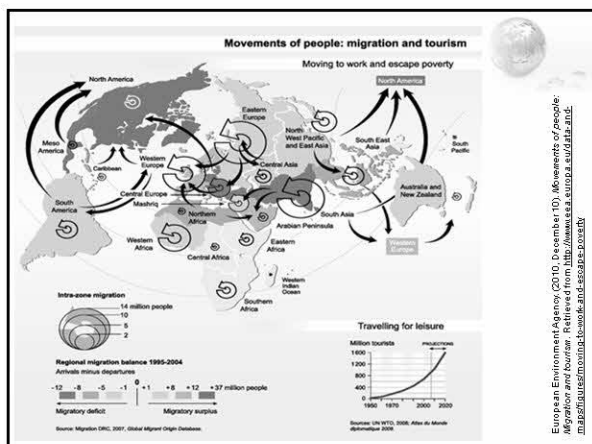 Movements of people: migration and tourism
Moving to work and escape poverty
North America
North America
Eastern
Europe
North
West Pacific
and East Asia
South East
Asia
South
Pacific
Meso
America
Caribbean
Western
Europe
Central Asia
Central Europe
Mashriq
South
America
Northern
Africa
Arabian Peninsula
South Asia
Australia and
New Zealand
Western
Africa
Eastern
Africa
Central Africa
Western
Europe
Western
Indian
Ocean
Southern
Africa
Intra-zone migration
14 million people
10
5
2
Regional migration balance 1995-2004
Arrivals minus departures
0
-12 -8 -5 -1 +1 +8 +12 +37 million people
Migratory deficit Migratory surplus
Source: Migration DRC, 2007, Global Migrant Origin Database.
Travelling for leisure
Million tourists
PROJECTIONS
1600
1200
800
400
0
1950 1970 2000 2020
Sources: UN WTO, 2008; Atlas du Monde
diplomatique 2009.
European Environment Agency. (2010, December 10). Movements of people:
Migration and tourism. Retrieved from http://www.eea.europa.eu/data-and-
maps/figures/moving-to-work-and-escape-poverty